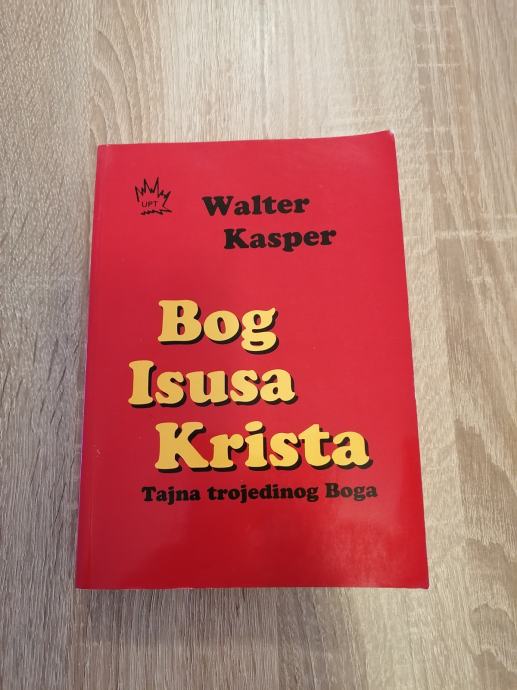 UPT
Walter
Kasper
Bog
Isusa
Krista
Tajna trojedinog Boga